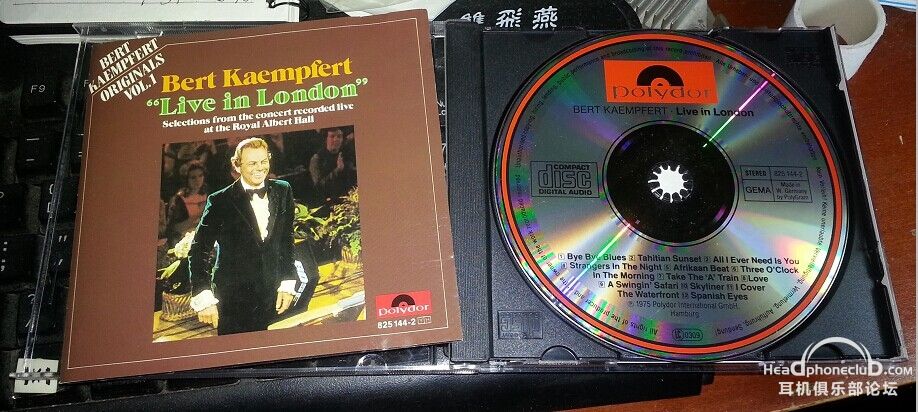 雙飛燕
F9
BERT
KAEMPFERT
ORIGINALS
VOL. 1
Bert Kaempfert
"Live in London"
Selections from the concert recorded live
at the Royal Albert Hall
Polydor
825 144-2
Polydor
BERT KAEMPFERT · Live in London
COMPACT
disc
DIGITAL AUDIO
STEREO
825 144-2
GEMA
Made in
W. Germany
by PolyGram
1 Bye Bye Blues 2 Tahitian Sunset 3 All I Ever Need Is You
4 Strangers In The Night 5 Afrikaan Beat 6 Three O'Clock
In The Morning 7 Take The 'A' Train 8 Love
9 A Swingin' Safari 10 Skyliner 11 I Cover
The Waterfront 12 Spanish Eyes
℗ 1975 Polydor International GmbH,
Hamburg
LC 0309
HeadphonecluB.com
耳机俱乐部论坛